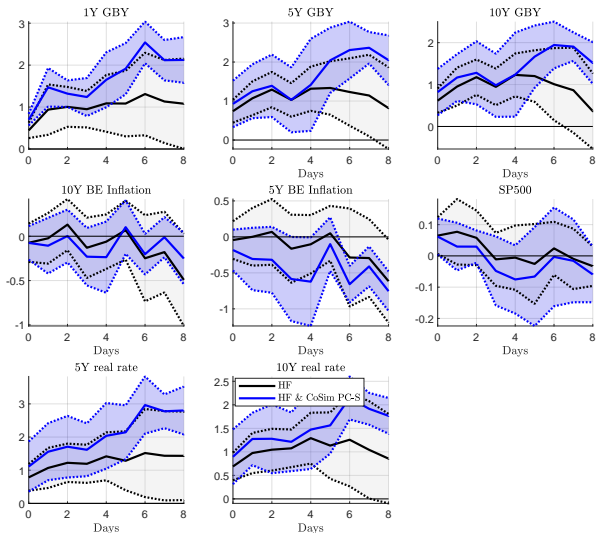 1Y GBY
5Y GBY
10Y GBY
3
2
1
0
0 2 4 6 8
3
2
1
0
0 2 4 6 8
Days
2
1
0
0 2 4 6 8
Days
10Y BE Inflation
5Y BE Inflation
SP500
0
-0.5
-1
0 2 4 6 8
Days
0.5
0
-0.5
-1
0 2 4 6 8
Days
0.1
0
-0.1
-0.2
0 2 4 6 8
Days
5Y real rate
10Y real rate
3
2
1
0
0 2 4 6 8
Days
2.5
2
1.5
1
0.5
0
0 2 4 6 8
Days
HF
HF & CoSim PC-S